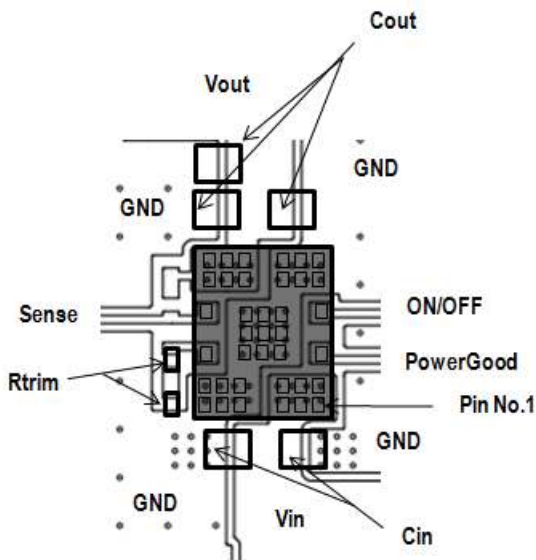 Cout
Vout
GND
GND
Sense
ON/OFF
PowerGood
Rtrim
Pin No.1
GND
GND
Vin
Cin